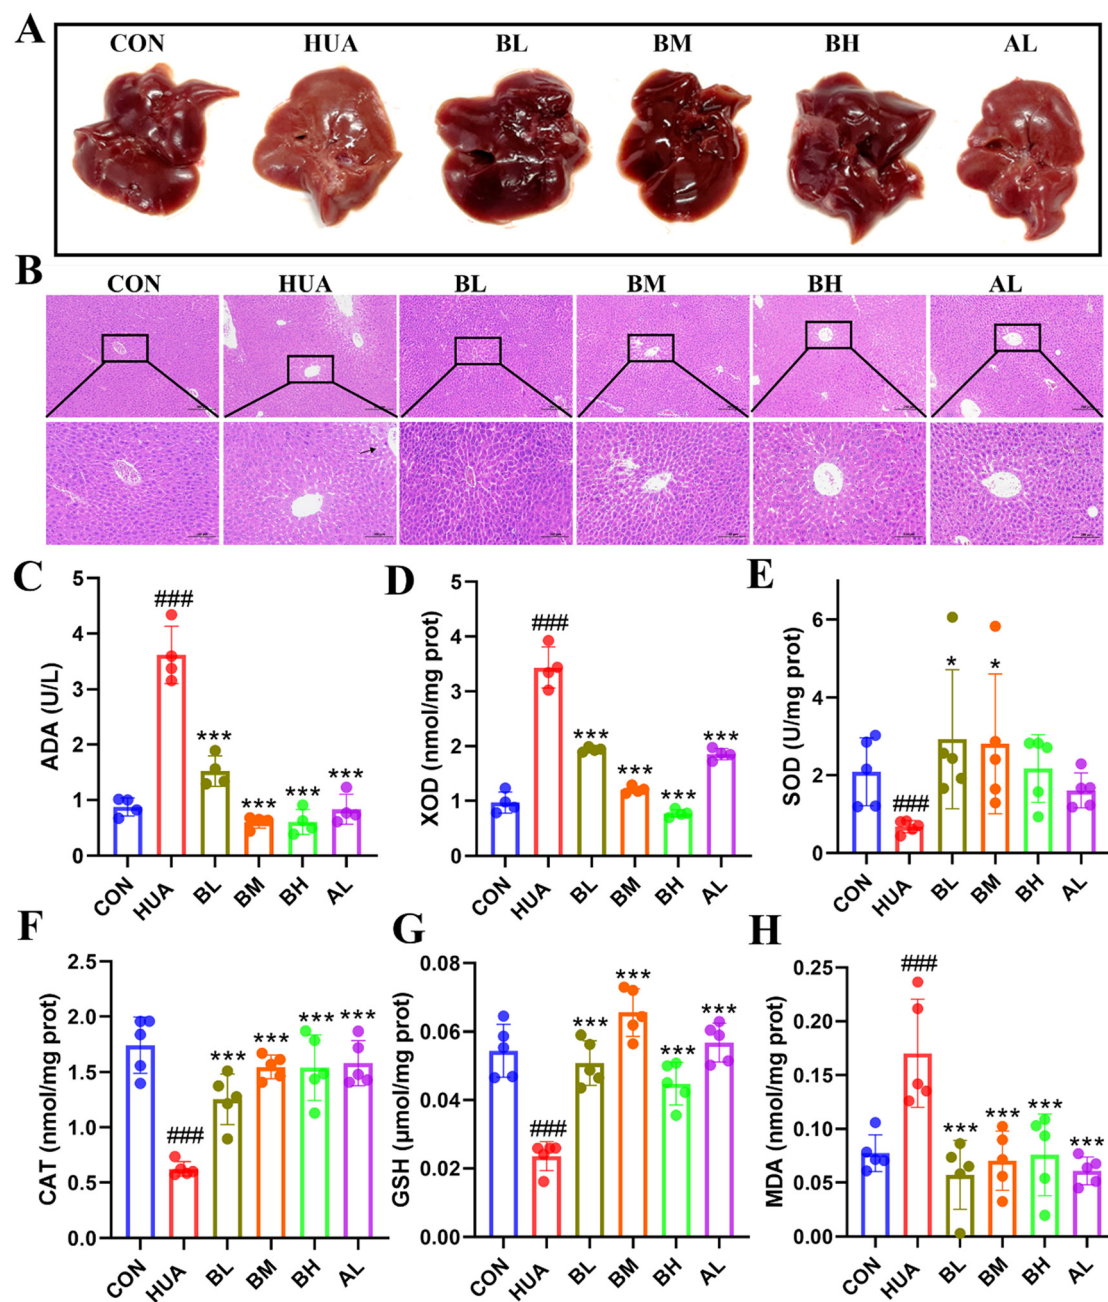 A
CON HUA BL BM BH AL
B
CON HUA BL BM BH AL
C
ADA (U/L)
5
4
3
2
1
0
###
***
***
***
***
CON HUA BL BM BH AL
D
XOD (nmol/mg prot)
5
4
3
2
1
0
###
***
***
***
***
CON HUA BL BM BH AL
E
SOD (U/mg prot)
6
4
2
0
###
*
*
CON HUA BL BM BH AL
F
CAT (nmol/mg prot)
2.5
2.0
1.5
1.0
0.5
0.0
###
***
***
***
***
CON HUA BL BM BH AL
G
GSH (μmol/mg prot)
0.08
0.06
0.04
0.02
0.00
###
***
***
***
***
CON HUA BL BM BH AL
H
MDA (nmol/mg prot)
0.25
0.20
0.15
0.10
0.05
0.00
###
***
***
***
***
CON HUA BL BM BH AL